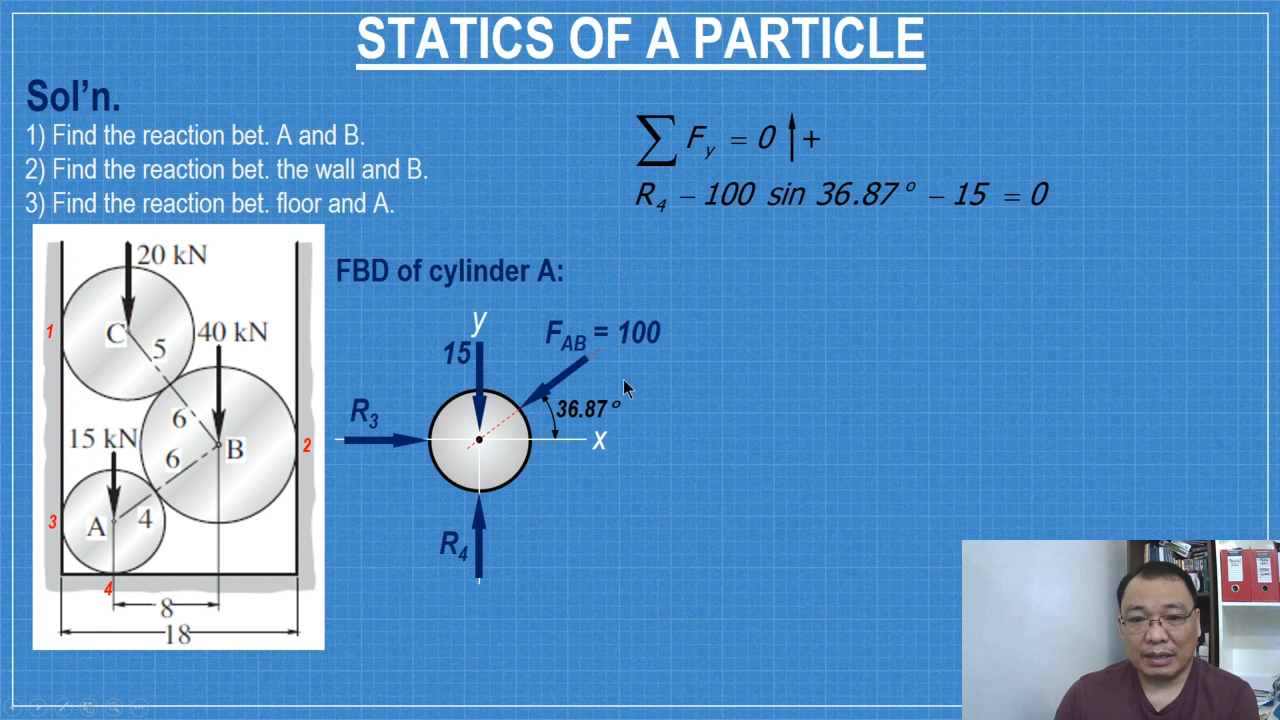 STATICS OF A PARTICLE
Sol’n.
1) Find the reaction bet. A and B.
2) Find the reaction bet. the wall and B.
3) Find the reaction bet. floor and A.
∑ Fy = 0 ↑ +
R4 − 100 sin 36.87° − 15 = 0
20 kN
C
1
5
40 kN
6
15 kN
B
2
6
A
4
3
4
8
18
FBD of cylinder A:
y
FAB = 100
15
36.87°
R3
x
R4